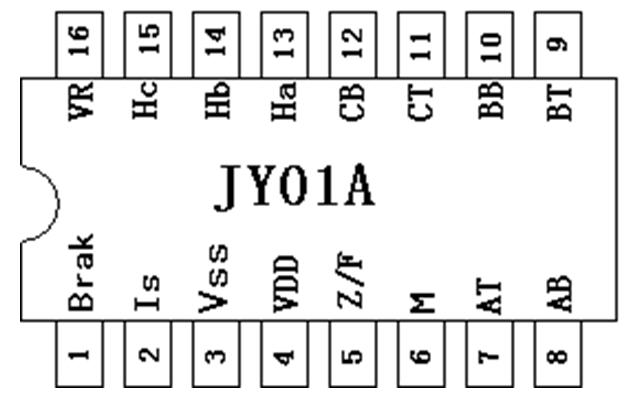 16 15 14 13 12 11 10 9
VR Hc Hb Ha CB CT BB BT
JY01A
Brak Is Vss VDD Z/F M AT AB
1 2 3 4 5 6 7 8